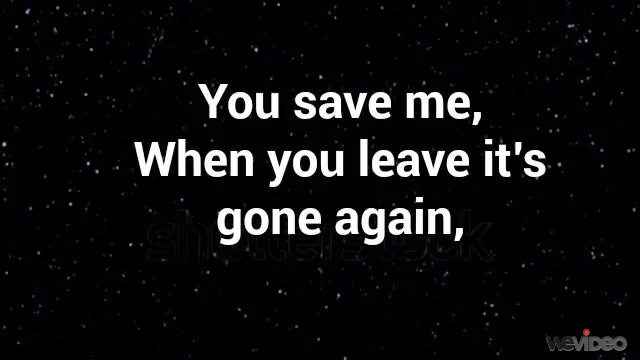 You save me,
When you leave it's
gone again,
shutterstock
WEVIDEO